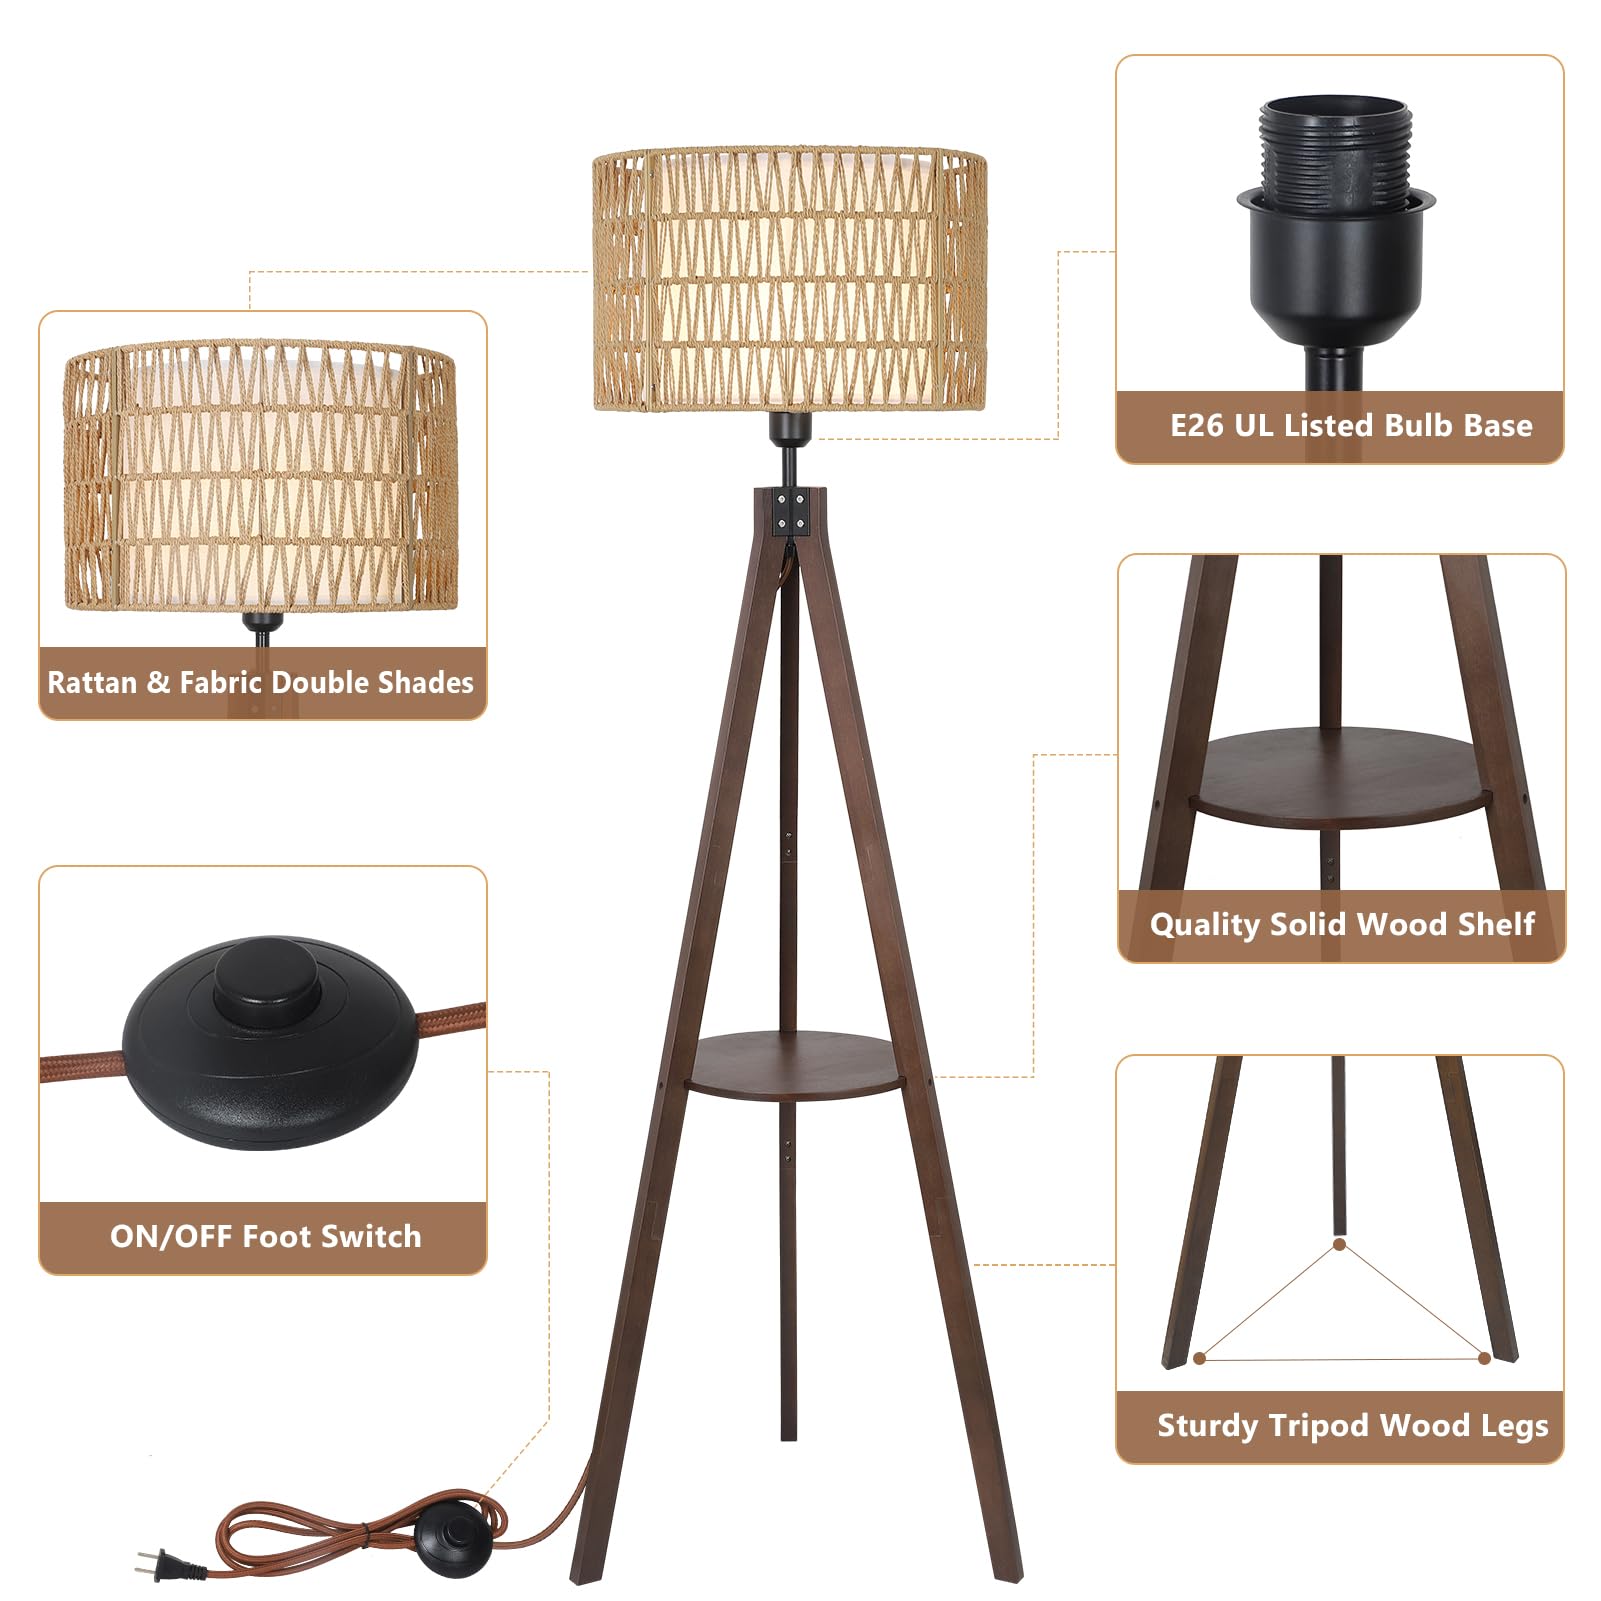 E26 UL Listed Bulb Base
Rattan & Fabric Double Shades
Quality Solid Wood Shelf
ON/OFF Foot Switch
Sturdy Tripod Wood Legs